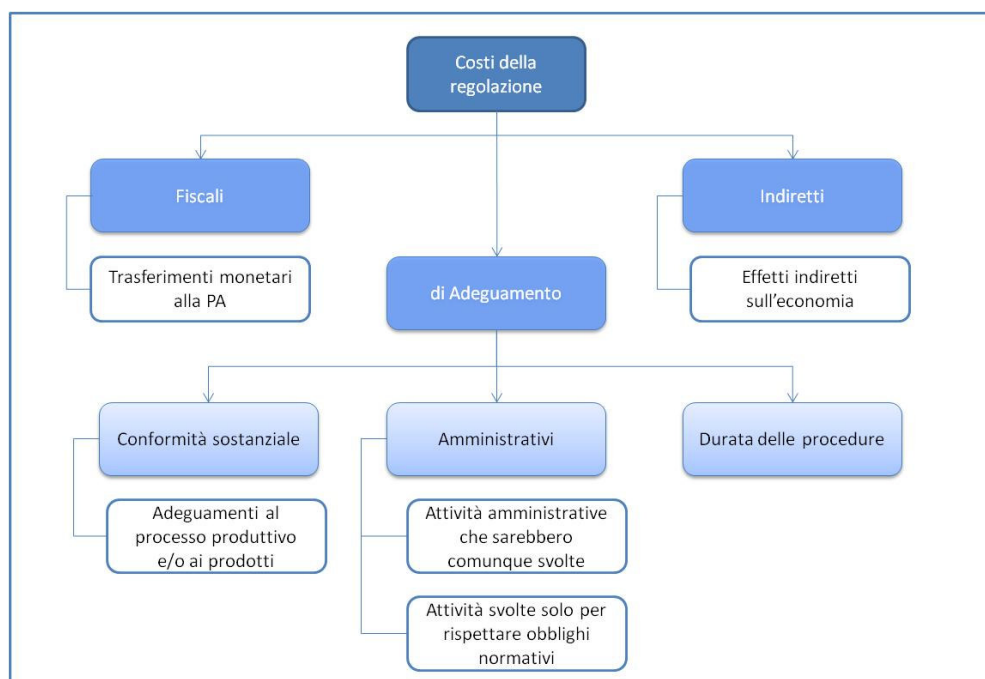 Costi della
regolazione
Fiscali
Indiretti
Trasferimenti monetari
alla PA
di Adeguamento
Effetti indiretti
sull'economia
Conformità sostanziale
Amministrativi
Durata delle procedure
Adeguamenti al
processo produttivo
e/o ai prodotti
Attività amministrative
che sarebbero
comunque svolte
Attività svolte solo per
rispettare obblighi
normativi